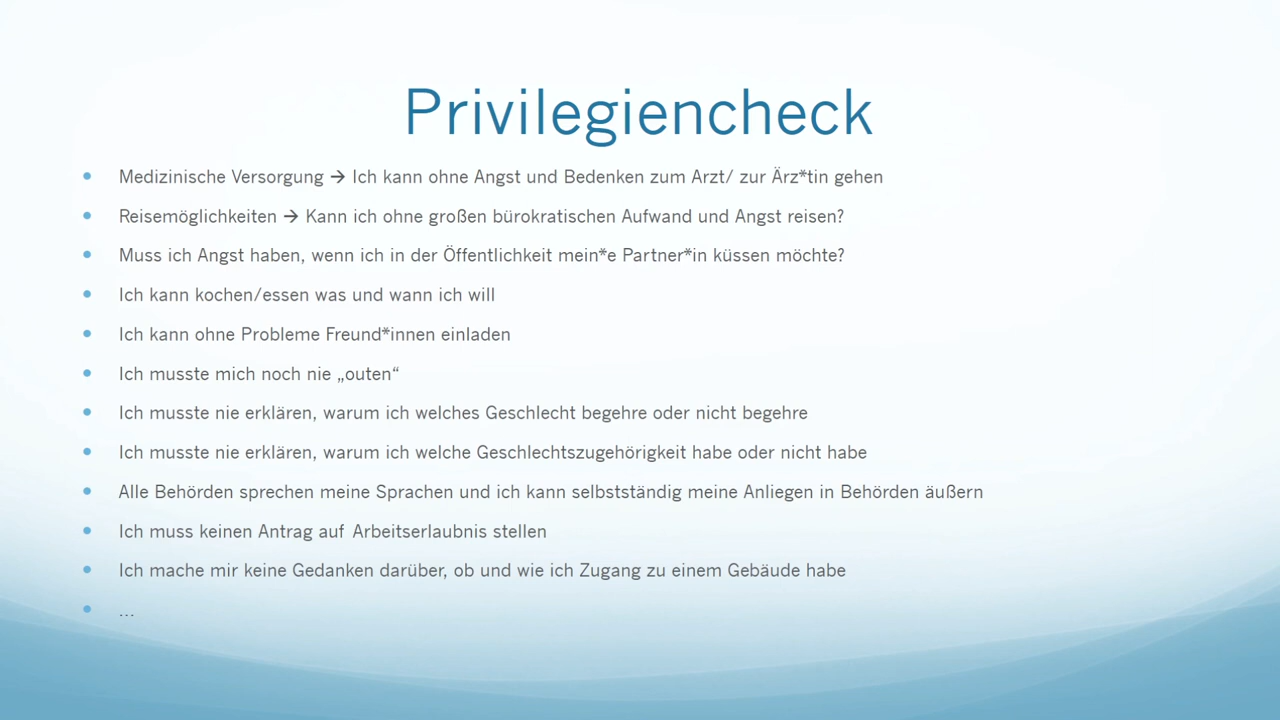 Privilegiencheck
• Medizinische Versorgung → Ich kann ohne Angst und Bedenken zum Arzt/ zur Ärz*tin gehen
• Reisemöglichkeiten → Kann ich ohne großen bürokratischen Aufwand und Angst reisen?
• Muss ich Angst haben, wenn ich in der Öffentlichkeit mein*e Partner*in küssen möchte?
• Ich kann kochen/essen was und wann ich will
• Ich kann ohne Probleme Freund*innen einladen
• Ich musste mich noch nie „outen“
• Ich musste nie erklären, warum ich welches Geschlecht begehre oder nicht begehre
• Ich musste nie erklären, warum ich welche Geschlechtszugehörigkeit habe oder nicht habe
• Alle Behörden sprechen meine Sprachen und ich kann selbstständig meine Anliegen in Behörden äußern
• Ich muss keinen Antrag auf Arbeitserlaubnis stellen
• Ich mache mir keine Gedanken darüber, ob und wie ich Zugang zu einem Gebäude habe
• ...